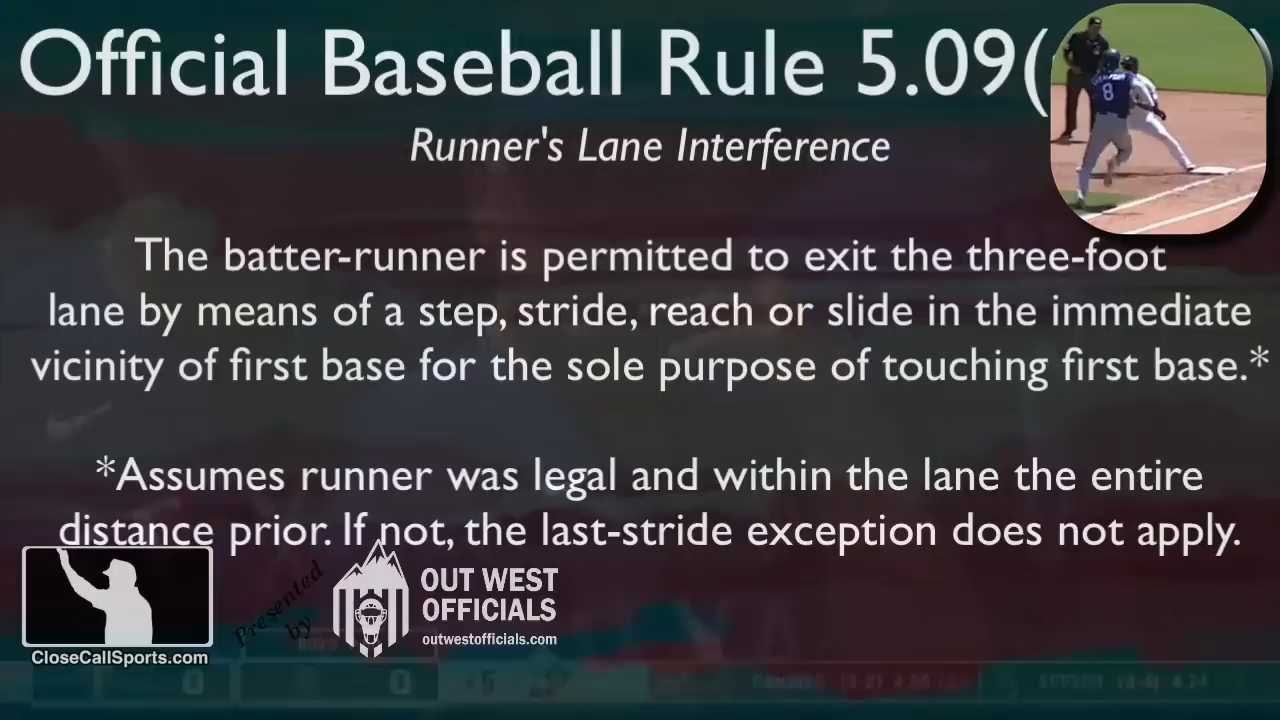 Official Baseball Rule 5.09(
Runner's Lane Interference
8
The batter-runner is permitted to exit the three-foot
lane by means of a step, stride, reach or slide in the immediate
vicinity of first base for the sole purpose of touching first base.*
*Assumes runner was legal and within the lane the entire
distance prior. If not, the last-stride exception does not apply.
CloseCallSports.com
Presented
by
OUT WEST
OFFICIALS
outwestofficials.com
0
0